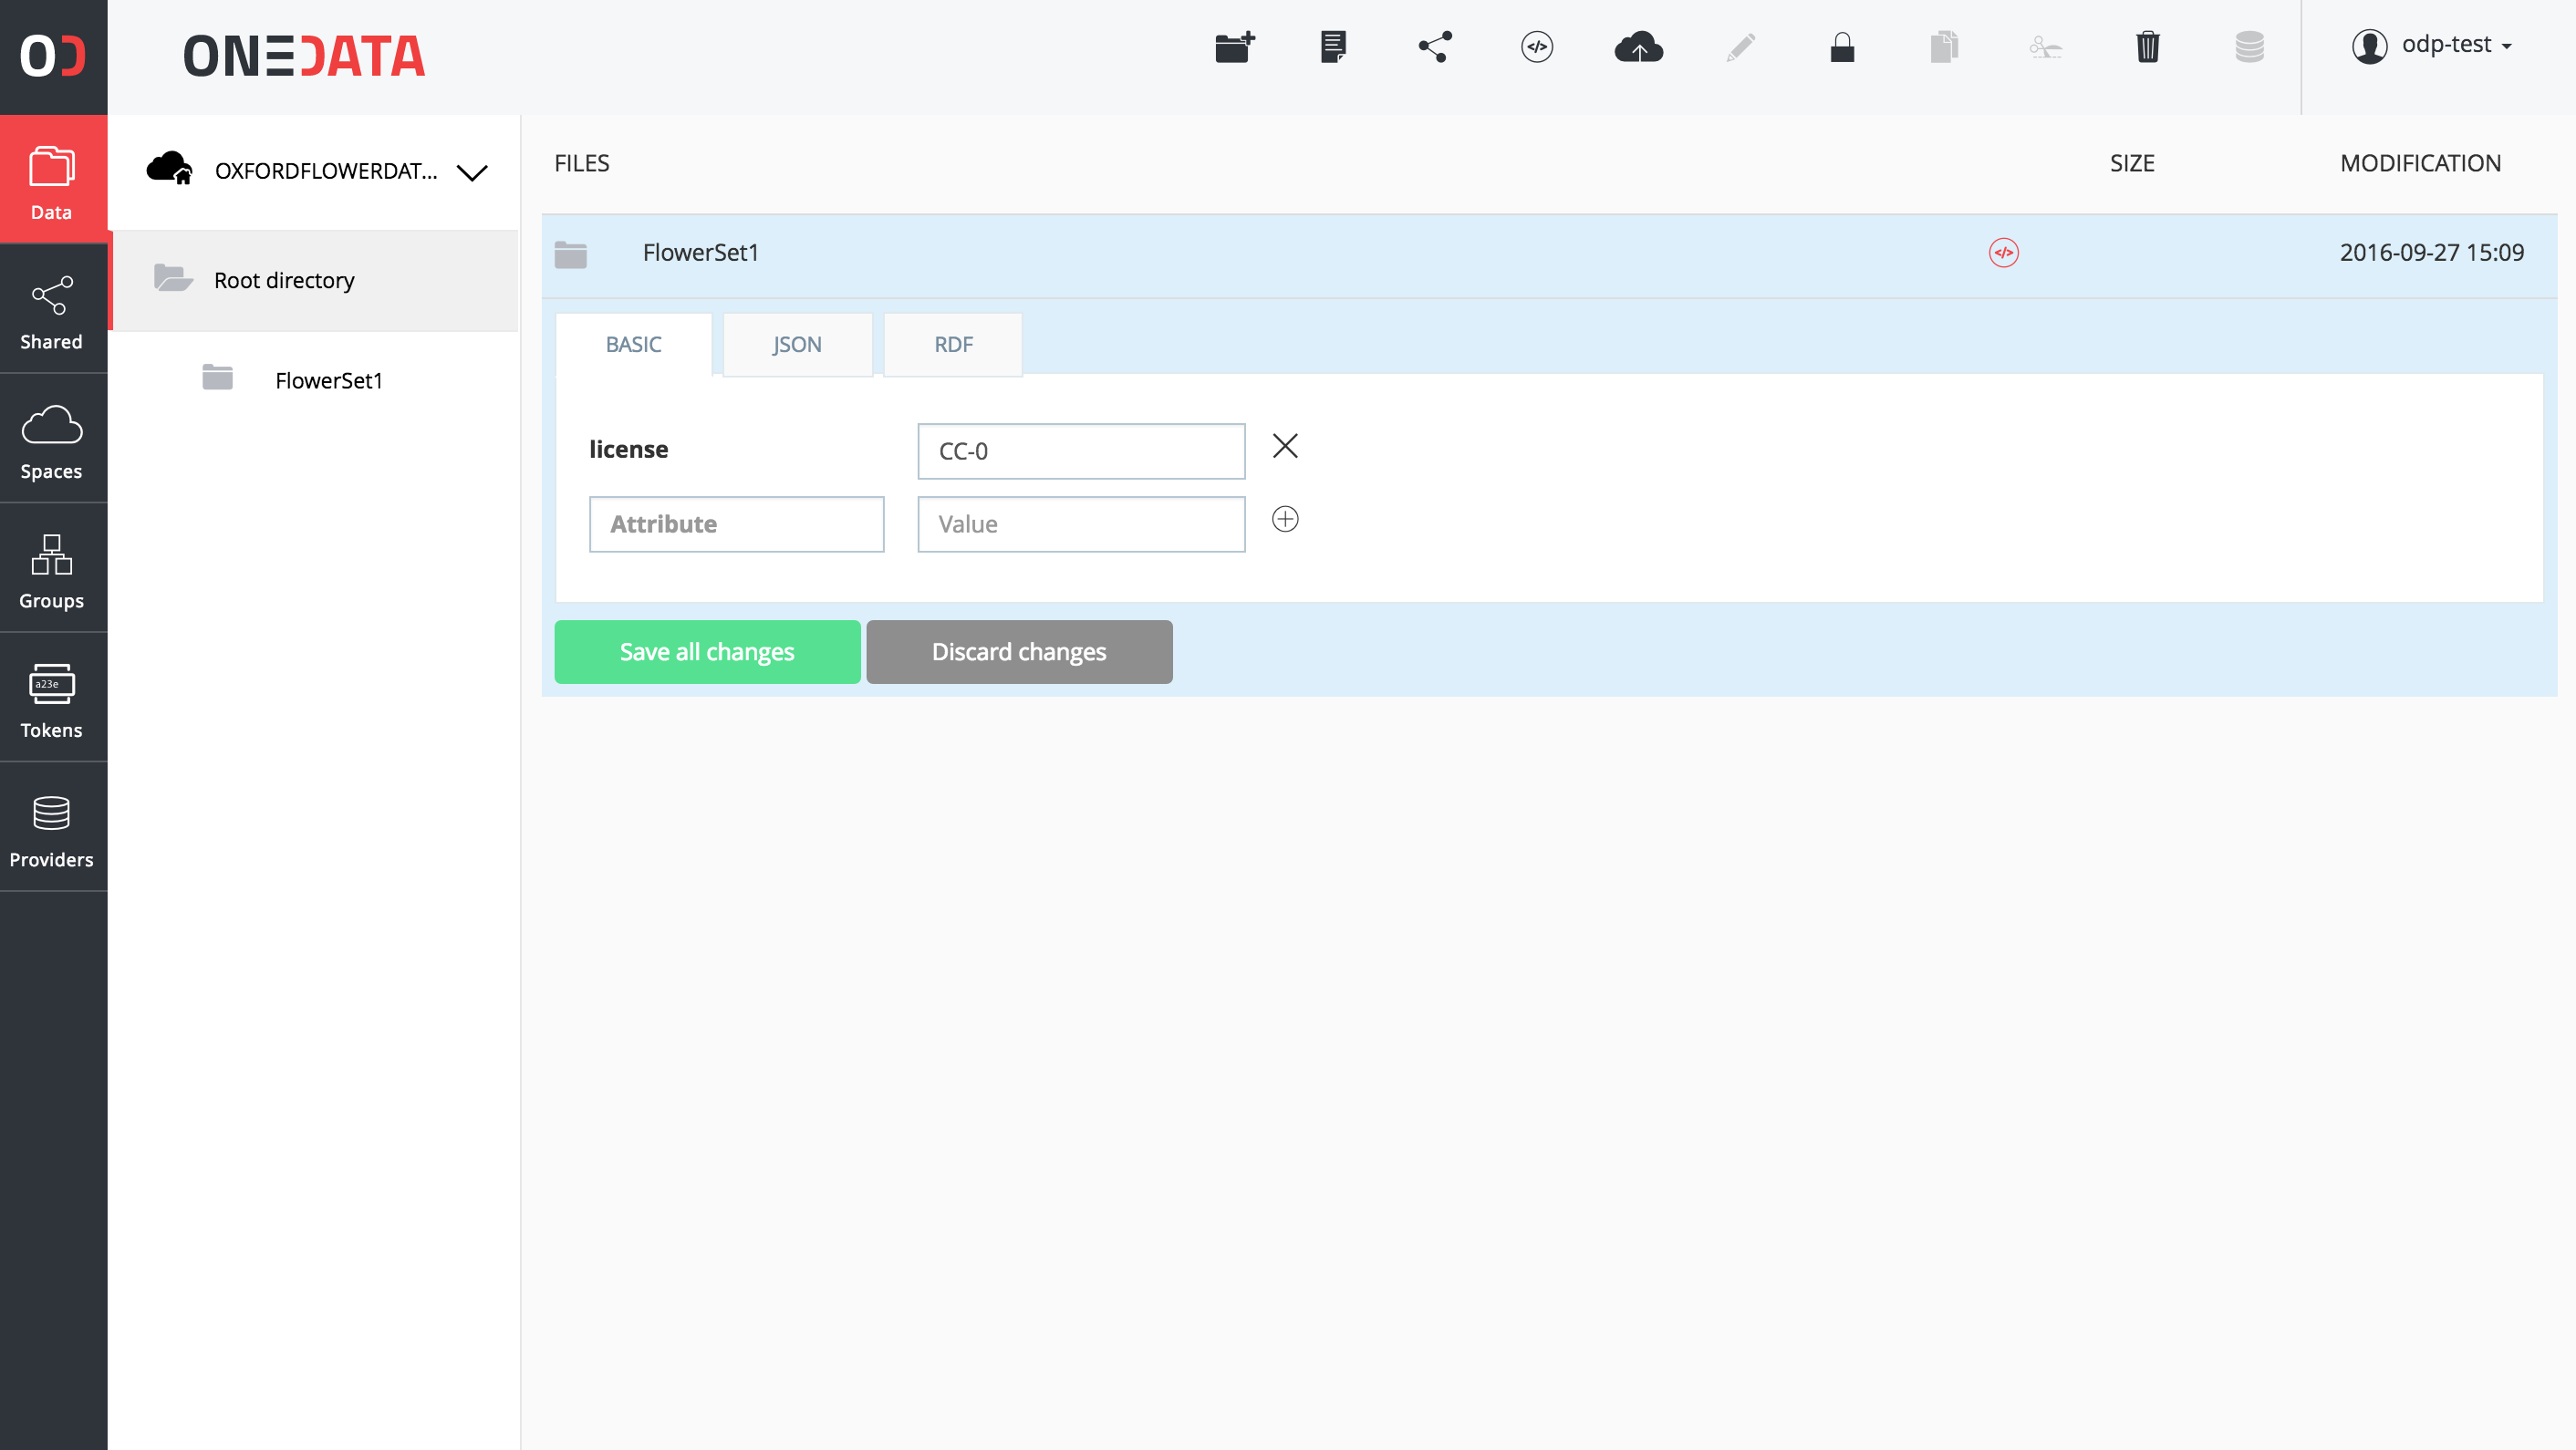 OD
ONEDATA
odp-test
Data
Shared
Spaces
Groups
a23e
Tokens
Providers
OXFORDFLOWERDAT...
Root directory
FlowerSet1
FILES SIZE MODIFICATION
FlowerSet1 </> 2016-09-27 15:09
BASIC JSON RDF
license CC-0
Attribute Value
Save all changes Discard changes